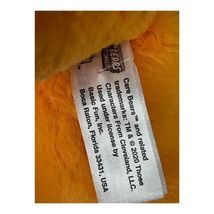 Care Bears™ and related
trademarks: TM & © 2020 Those
Characters From Cleveland, LLC.
Used under license by
Basic Fun, Inc.
Boca Raton, Florida 33431, USA